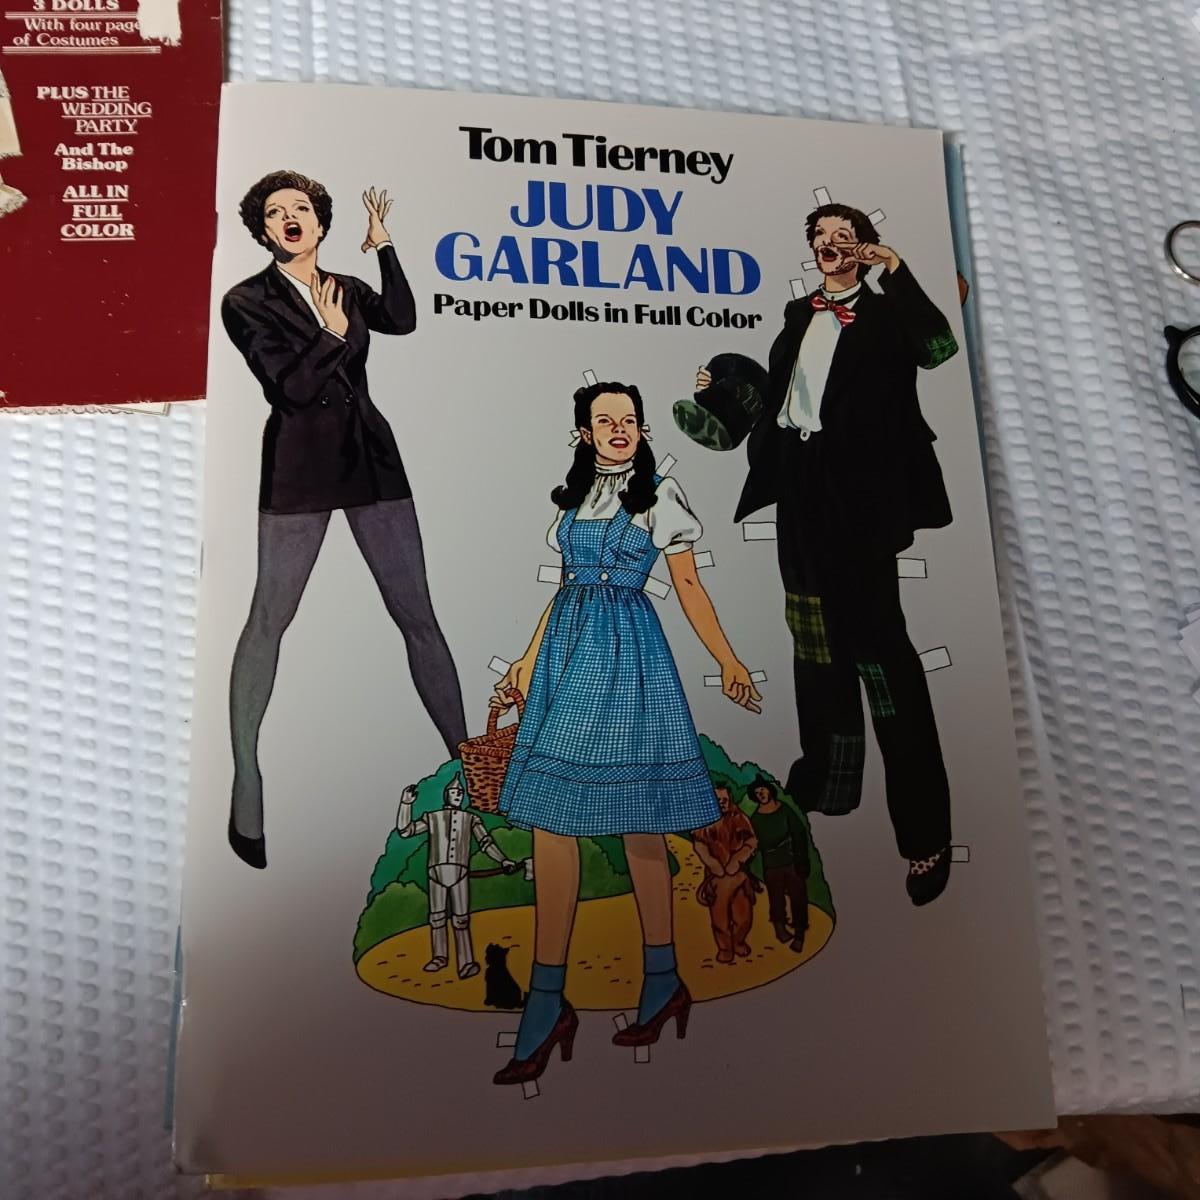 3 DOLLS
With four page
of Costumes
PLUS THE
WEDDING
PARTY
And The
Bishop
ALL IN
FULL
COLOR
Tom Tierney
JUDY
GARLAND
Paper Dolls in Full Color